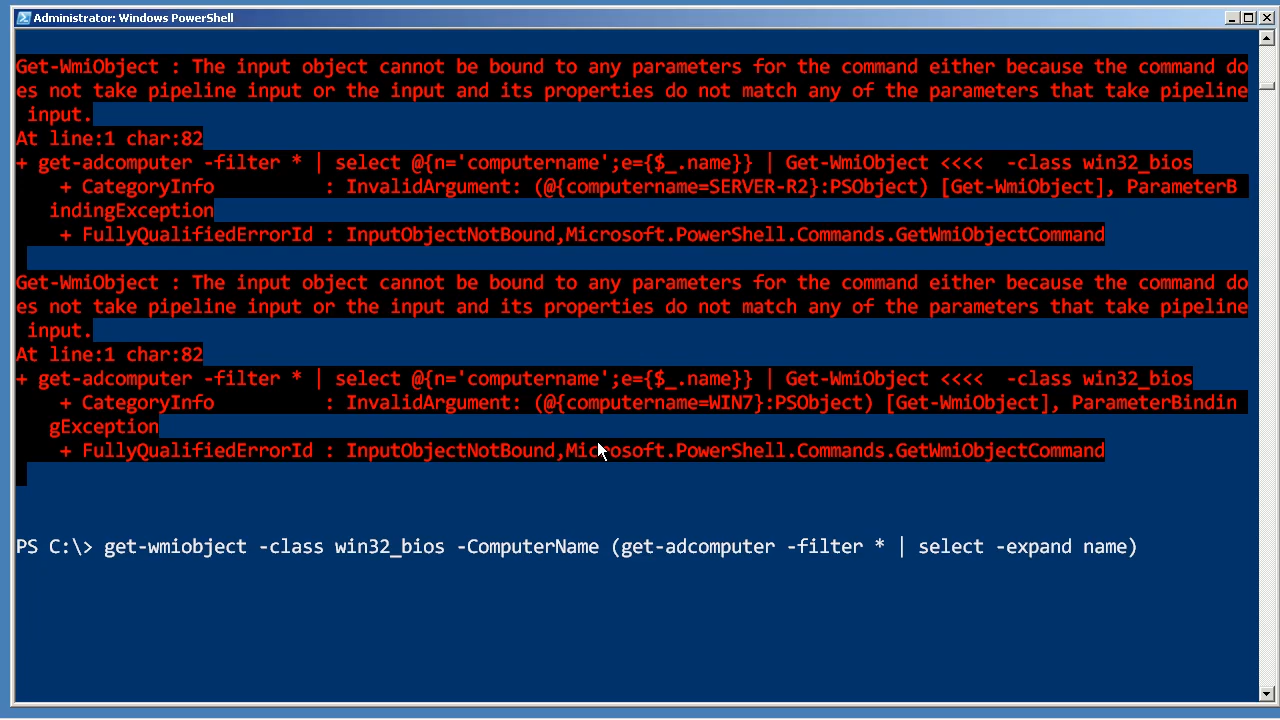 Administrator: Windows PowerShell
Get-WmiObject : The input object cannot be bound to any parameters for the command either because the command do
es not take pipeline input or the input and its properties do not match any of the parameters that take pipeline
 input.
At line:1 char:82
+ get-adcomputer -filter * | select @{n='computername';e={$_.name}} | Get-WmiObject <<<<  -class win32_bios
    + CategoryInfo          : InvalidArgument: (@{computername=SERVER-R2}:PSObject) [Get-WmiObject], ParameterB
   indingException
    + FullyQualifiedErrorId : InputObjectNotBound,Microsoft.PowerShell.Commands.GetWmiObjectCommand
Get-WmiObject : The input object cannot be bound to any parameters for the command either because the command do
es not take pipeline input or the input and its properties do not match any of the parameters that take pipeline
 input.
At line:1 char:82
+ get-adcomputer -filter * | select @{n='computername';e={$_.name}} | Get-WmiObject <<<<  -class win32_bios
    + CategoryInfo          : InvalidArgument: (@{computername=WIN7}:PSObject) [Get-WmiObject], ParameterBindin
   gException
    + FullyQualifiedErrorId : InputObjectNotBound,Microsoft.PowerShell.Commands.GetWmiObjectCommand
PS C:\> get-wmiobject -class win32_bios -ComputerName (get-adcomputer -filter * | select -expand name)